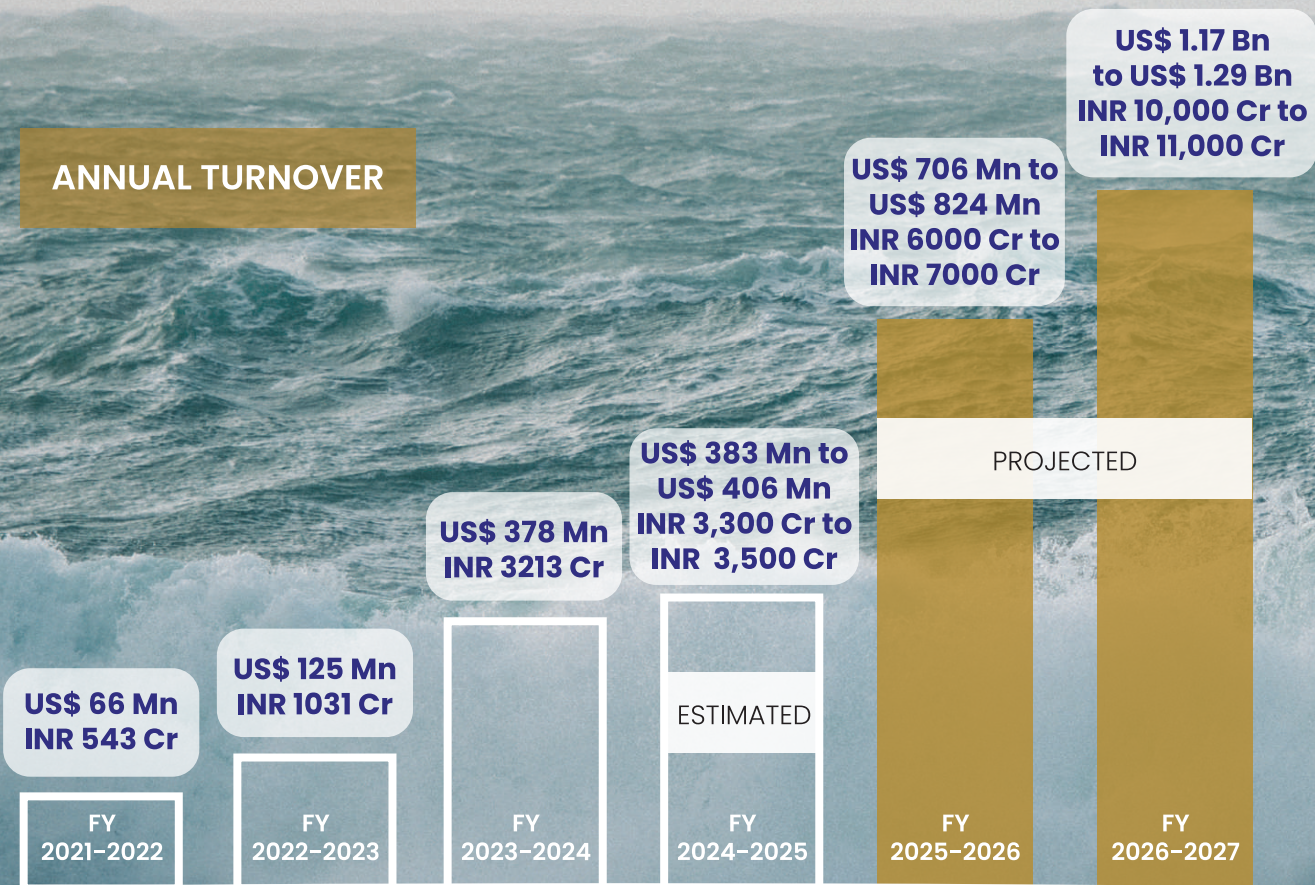 ANNUAL TURNOVER
US$ 66 Mn
INR 543 Cr
FY
2021-2022
US$ 125 Mn
INR 1031 Cr
FY
2022-2023
US$ 378 Mn
INR 3213 Cr
FY
2023-2024
US$ 383 Mn to
US$ 406 Mn
INR 3,300 Cr to
INR 3,500 Cr
ESTIMATED
FY
2024-2025
US$ 706 Mn to
US$ 824 Mn
INR 6000 Cr to
INR 7000 Cr
FY
2025-2026
US$ 1.17 Bn
to US$ 1.29 Bn
INR 10,000 Cr to
INR 11,000 Cr
PROJECTED
FY
2026-2027